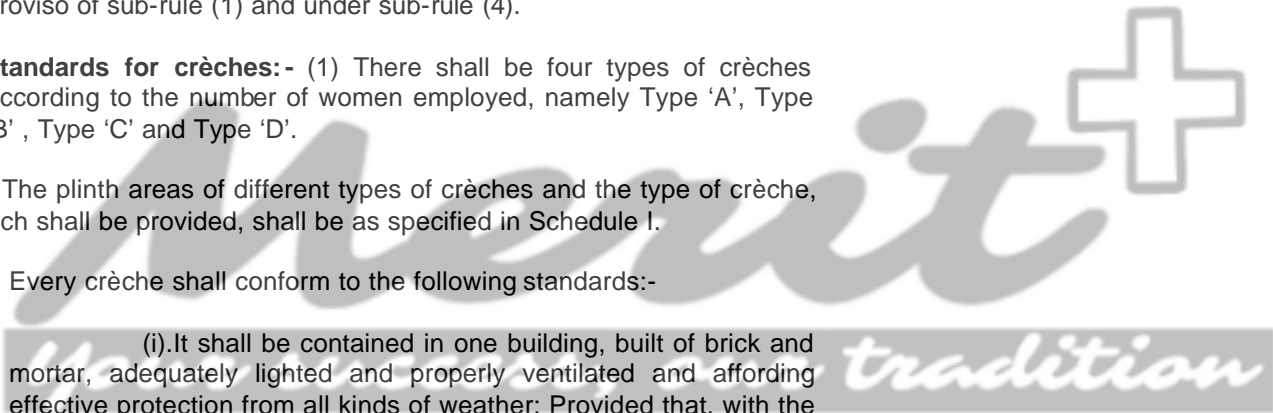 roviso of sub-rule (1) and under sub-rule (4).
tandards for crèches:- (1) There shall be four types of crèches
ccording to the number of women employed, namely Type ‘A’, Type
B’ , Type ‘C’ and Type ‘D’.
The plinth areas of different types of crèches and the type of crèche,
ch shall be provided, shall be as specified in Schedule I.
Every crèche shall conform to the following standards:-
(i).It shall be contained in one building, built of brick and
mortar, adequately lighted and properly ventilated and affording
effective protection from all kinds of weather: Provided that, with the
Merit+
your success our tradition